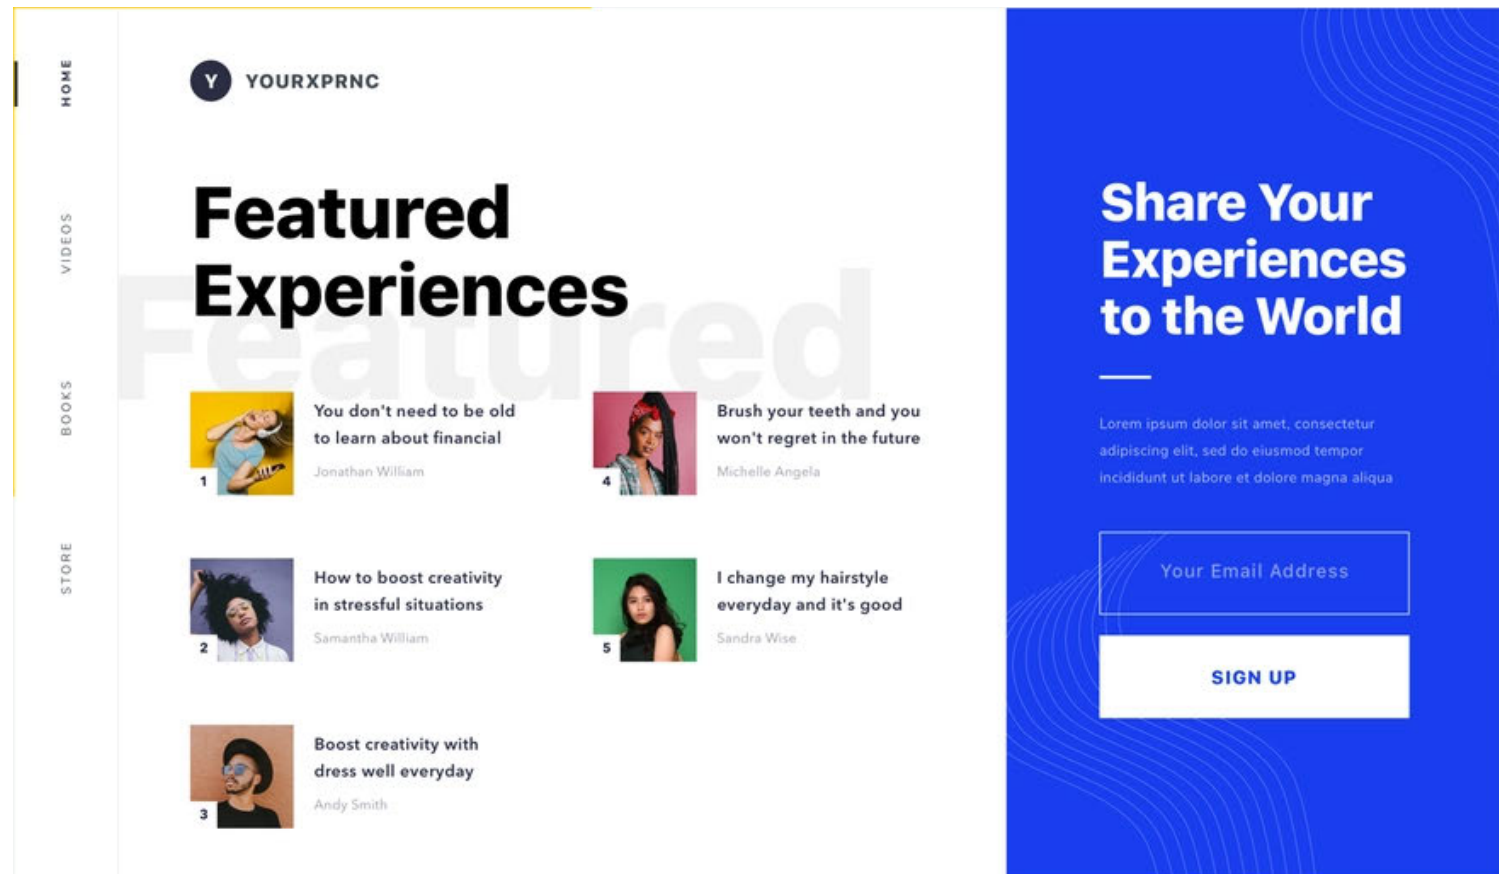 HOME
VIDEOS
BOOKS
STORE
Y YOURXPRNC
Featured
Featured
Experiences
1
You don't need to be old
to learn about financial
Jonathan William
2
How to boost creativity
in stressful situations
Samantha William
3
Boost creativity with
dress well everyday
Andy Smith
4
Brush your teeth and you
won't regret in the future
Michelle Angela
5
I change my hairstyle
everyday and it's good
Sandra Wise
Share Your
Experiences
to the World
Lorem ipsum dolor sit amet, consectetur
adipiscing elit, sed do eiusmod tempor
incididunt ut labore et dolore magna aliqua
Your Email Address
SIGN UP